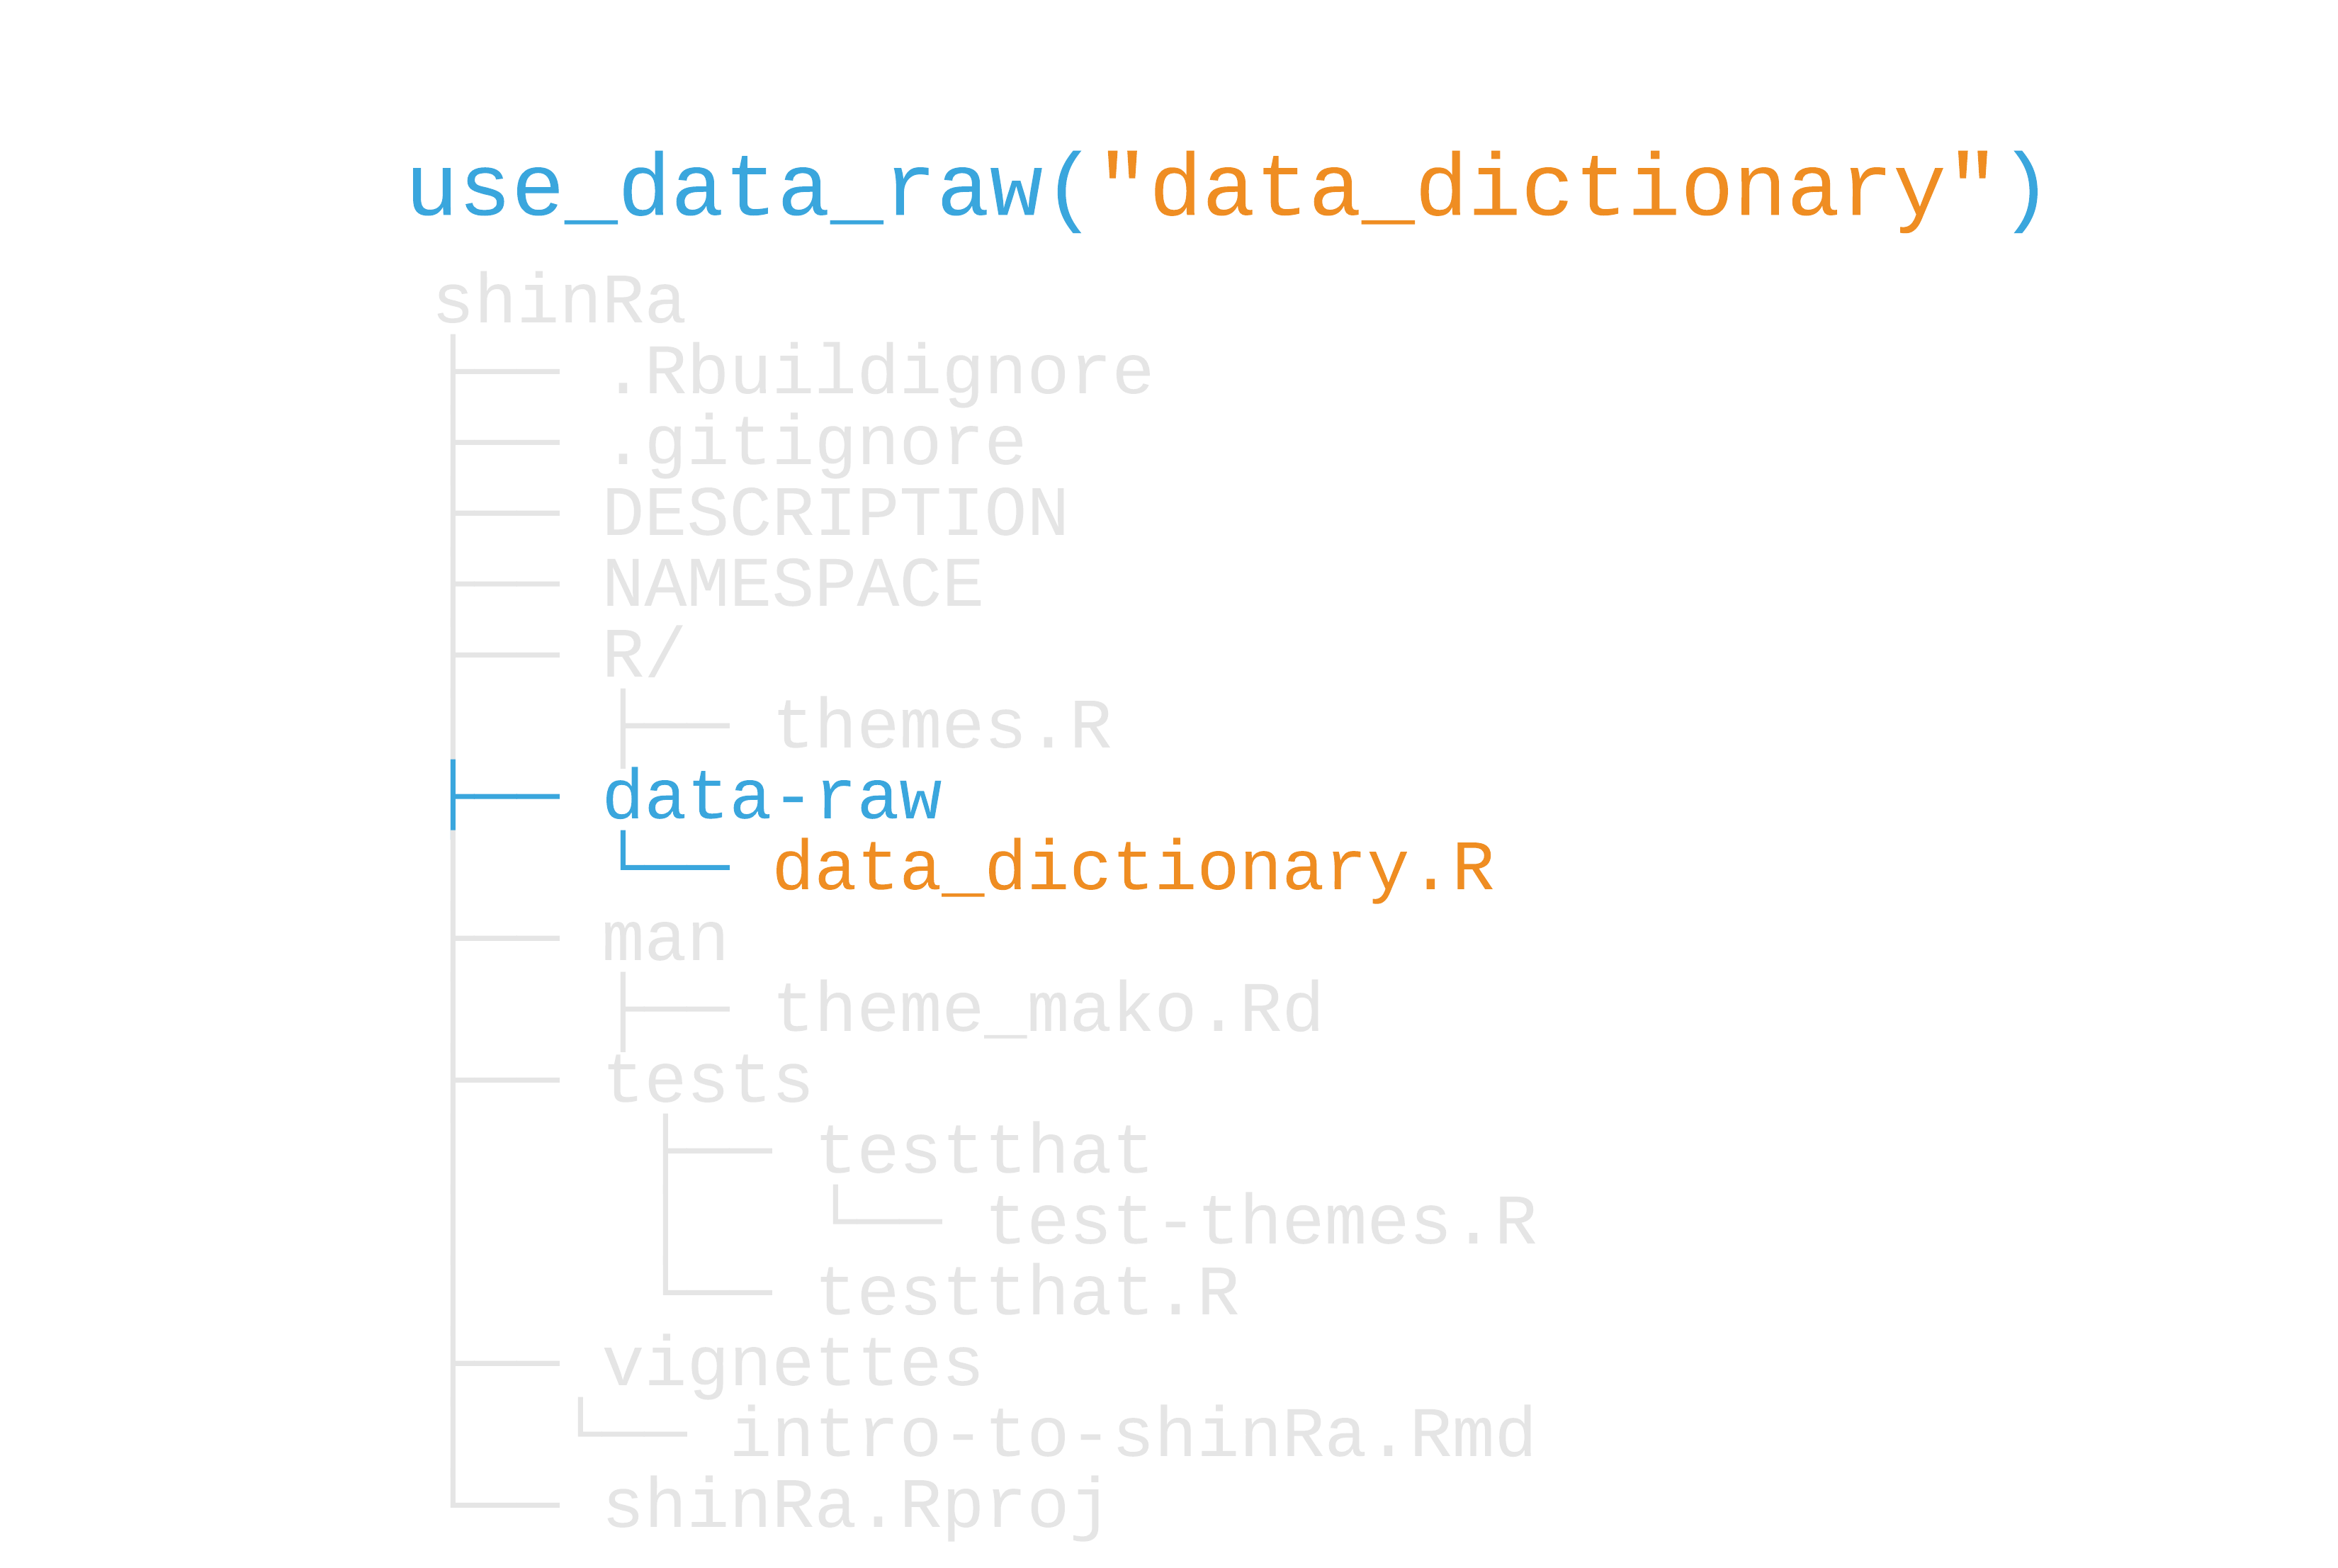 use_data_raw("data_dictionary")
shinRa
.Rbuildignore
.gitignore
DESCRIPTION
NAMESPACE
R/
themes.R
data-raw
data_dictionary.R
man
theme_mako.Rd
tests
testthat
test-themes.R
testthat.R
vignettes
intro-to-shinRa.Rmd
shinRa.Rproj